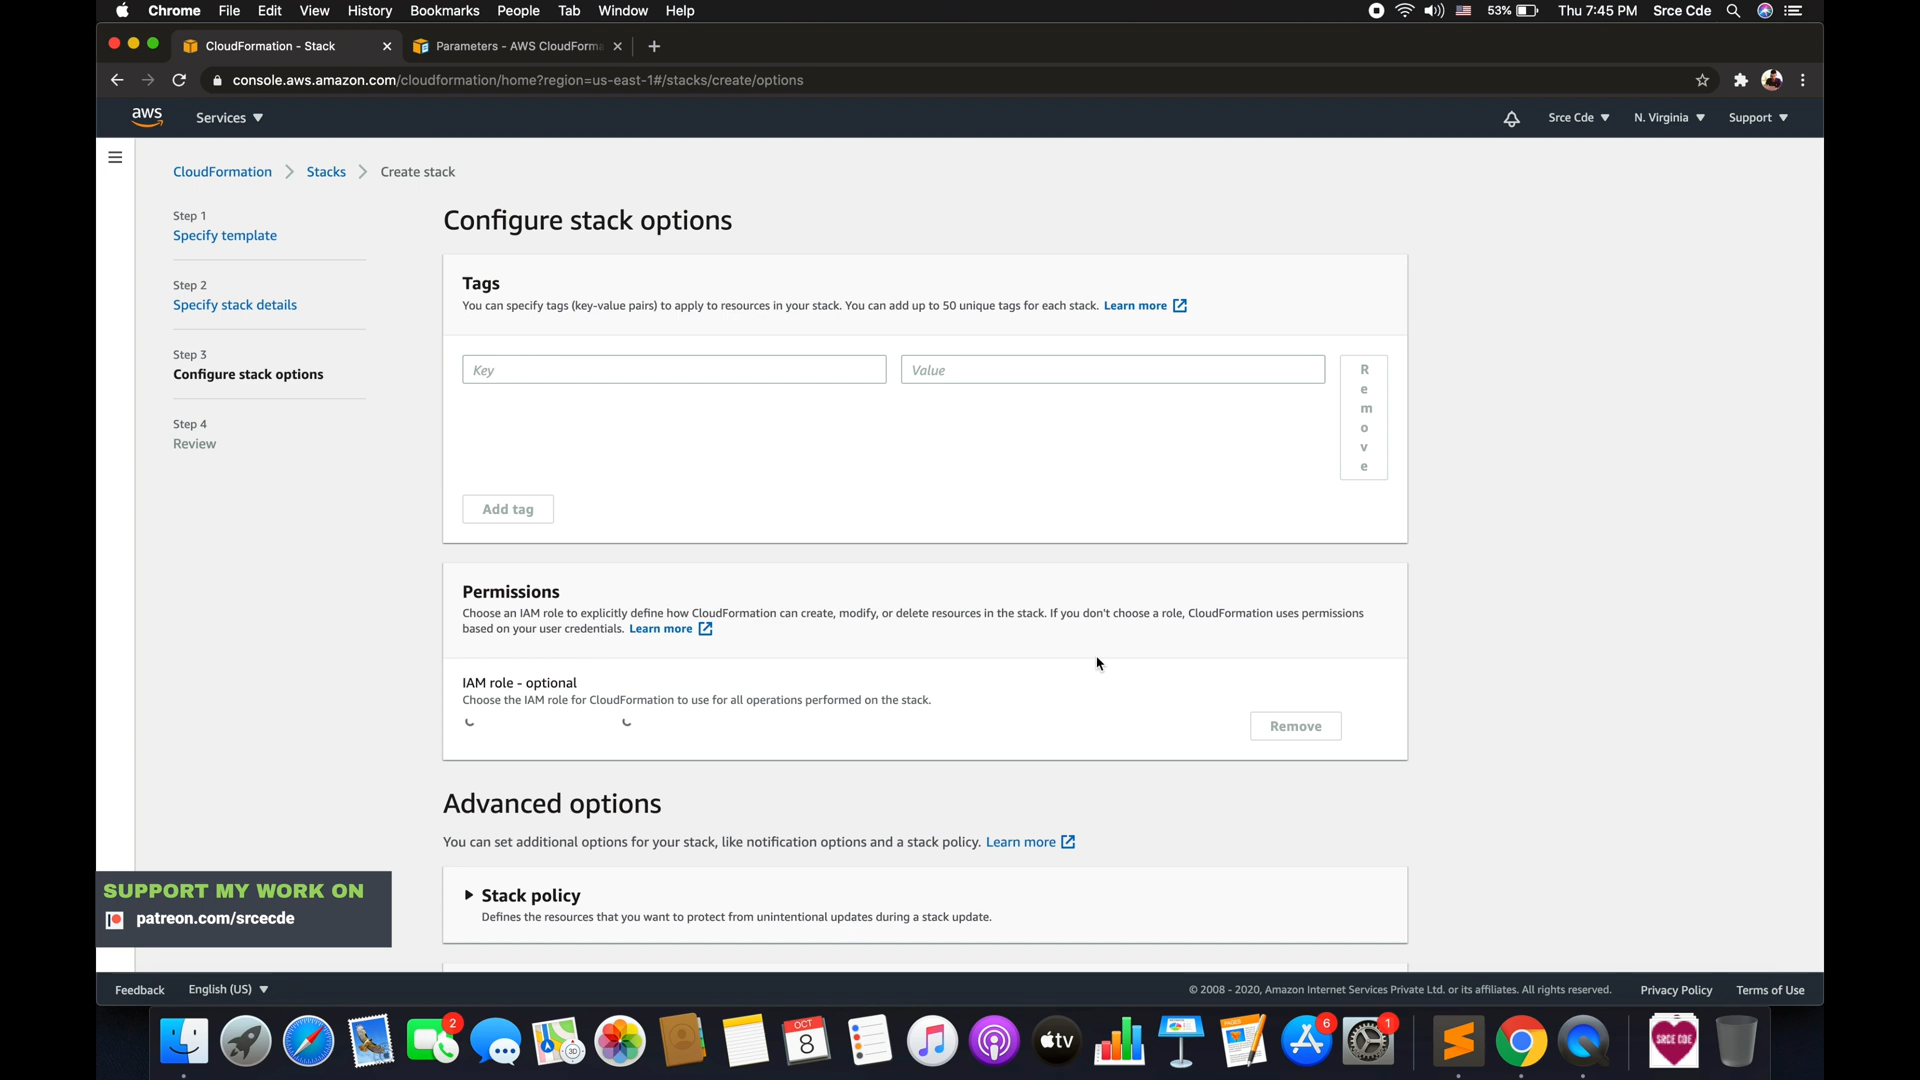 Chrome File Edit View History Bookmarks People Tab Window Help 53% Thu 7:45 PM Srce Cde
CloudFormation - Stack Parameters - AWS CloudForma
console.aws.amazon.com/cloudformation/home?region=us-east-1#/stacks/create/options
aws Services Srce Cde N. Virginia Support
CloudFormation Stacks Create stack
Step 1
Specify template
Step 2
Specify stack details
Step 3
Configure stack options
Step 4
Review
Configure stack options
Tags
You can specify tags (key-value pairs) to apply to resources in your stack. You can add up to 50 unique tags for each stack. Learn more
Key Value Remove
Add tag
Permissions
Choose an IAM role to explicitly define how CloudFormation can create, modify, or delete resources in the stack. If you don't choose a role, CloudFormation uses permissions
based on your user credentials. Learn more
IAM role - optional
Choose the IAM role for CloudFormation to use for all operations performed on the stack.
Remove
Advanced options
You can set additional options for your stack, like notification options and a stack policy. Learn more
Stack policy
Defines the resources that you want to protect from unintentional updates during a stack update.
SUPPORT MY WORK ON
patreon.com/srcecde
Feedback English (US) © 2008 - 2020, Amazon Internet Services Private Ltd. or its affiliates. All rights reserved. Privacy Policy Terms of Use
2 3D OCT 8 tv 6 1 SRCE CDE